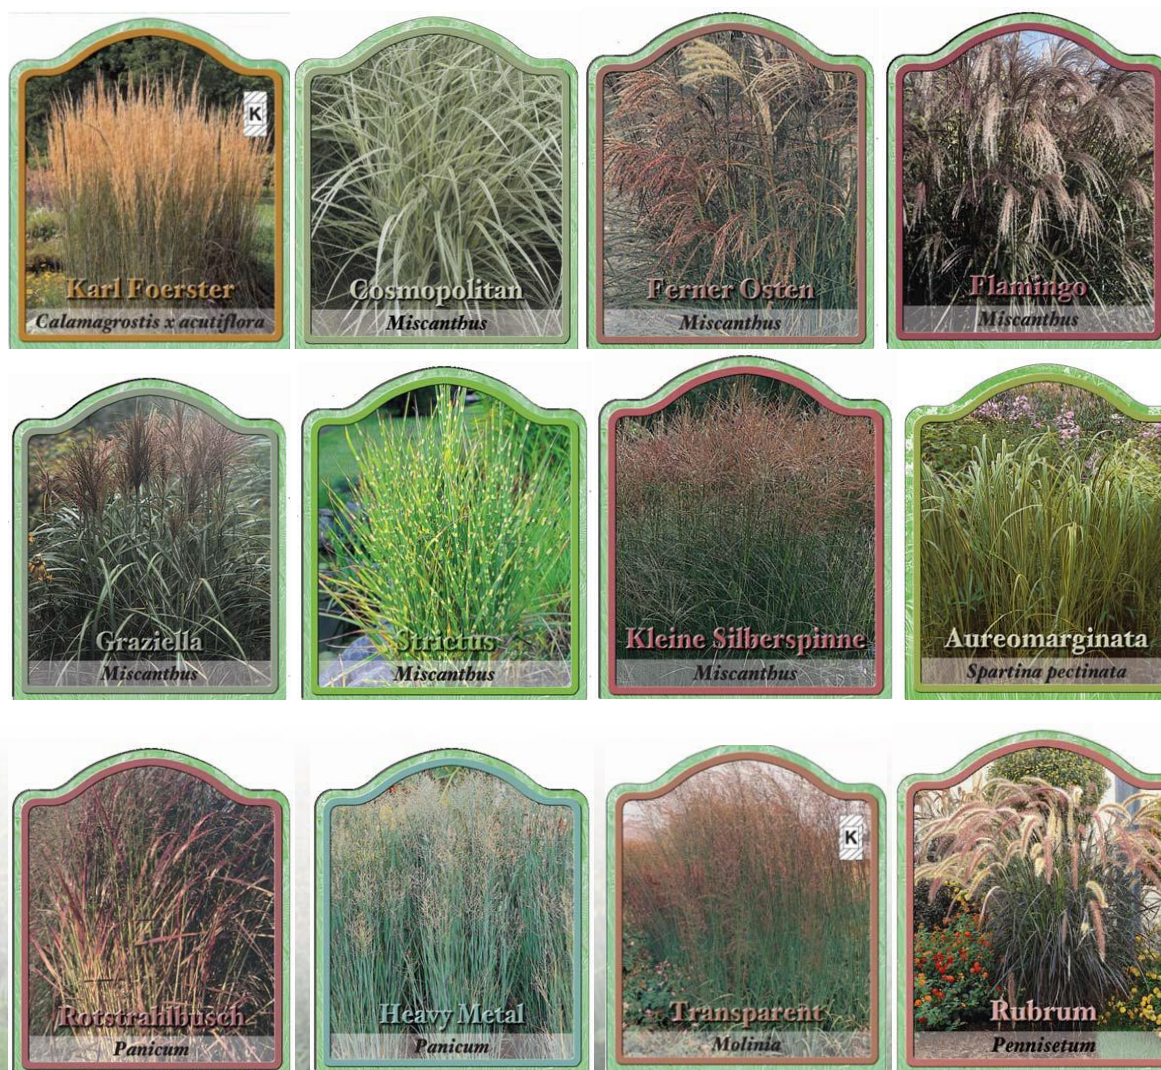 K
Karl Foerster
Calamagrostis x acutiflora
Cosmopolitan
Miscanthus
Ferner Osten
Miscanthus
Flamingo
Miscanthus
Graziella
Miscanthus
Strictus
Miscanthus
Kleine Silberspinne
Miscanthus
Aureomarginata
Spartina pectinata
Rotstrahlbusch
Panicum
Heavy Metal
Panicum
K
Transparent
Molinia
Rubrum
Pennisetum